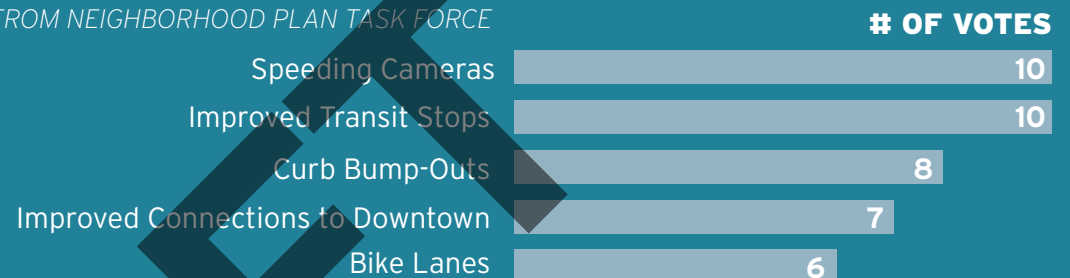 FROM NEIGHBORHOOD PLAN TASK FORCE # OF VOTES
Speeding Cameras 10
Improved Transit Stops 10
Curb Bump-Outs 8
Improved Connections to Downtown 7
Bike Lanes 6